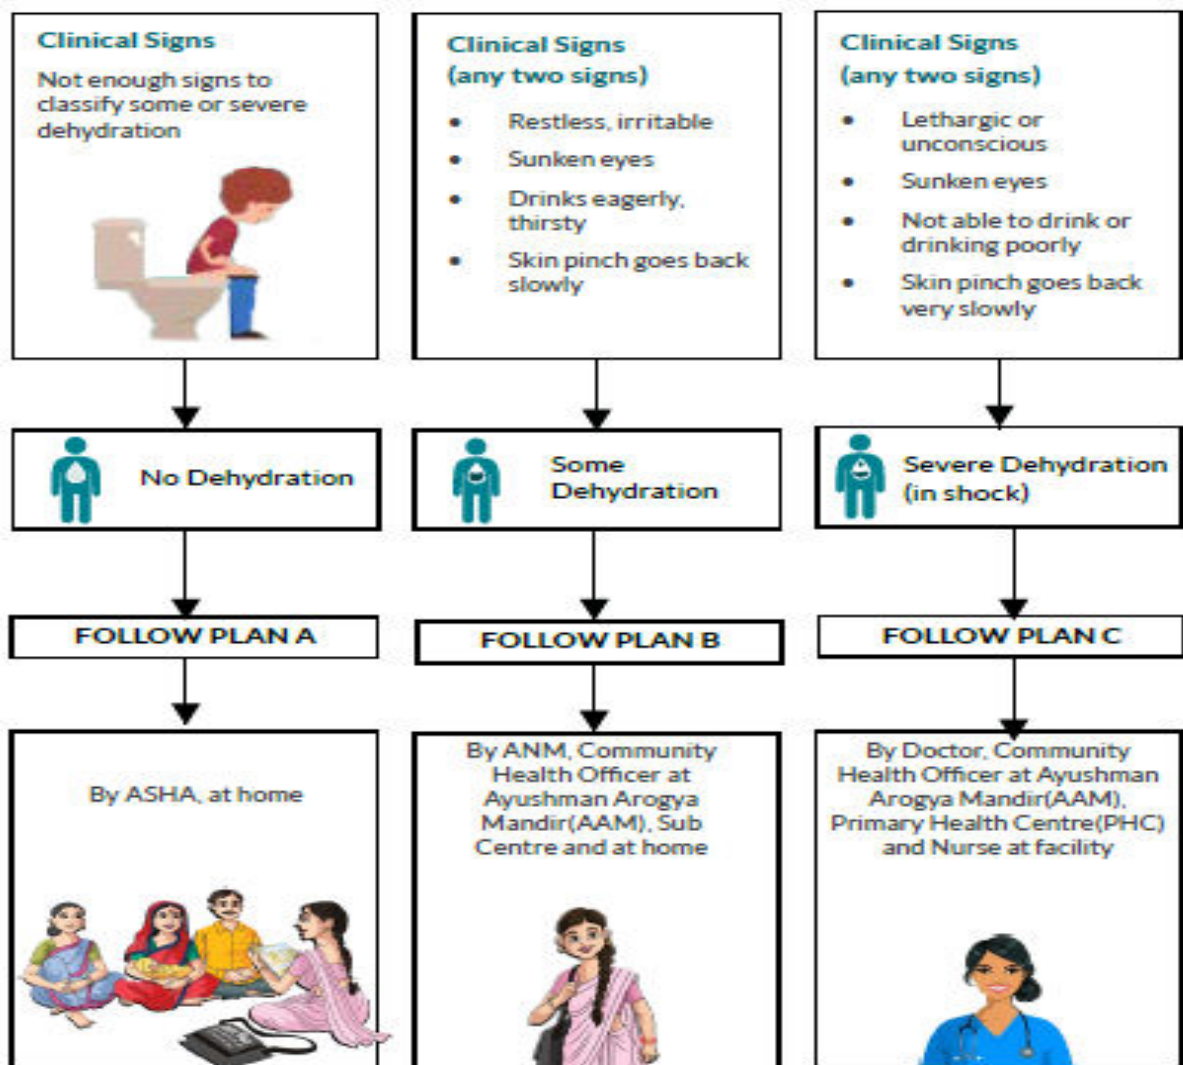 Clinical Signs
Not enough signs to
classify some or severe
dehydration
Clinical Signs
(any two signs)
• Restless, irritable
• Sunken eyes
• Drinks eagerly,
thirsty
• Skin pinch goes back
slowly
Clinical Signs
(any two signs)
• Lethargic or
unconscious
• Sunken eyes
• Not able to drink or
drinking poorly
• Skin pinch goes back
very slowly
No Dehydration
Some
Dehydration
Severe Dehydration
(in shock)
FOLLOW PLAN A
FOLLOW PLAN B
FOLLOW PLAN C
By ASHA, at home
By ANM, Community
Health Officer at
Ayushman Arogya
Mandir(AAM), Sub
Centre and at home
By Doctor, Community
Health Officer at Ayushman
Arogya Mandir(AAM),
Primary Health Centre(PHC)
and Nurse at facility